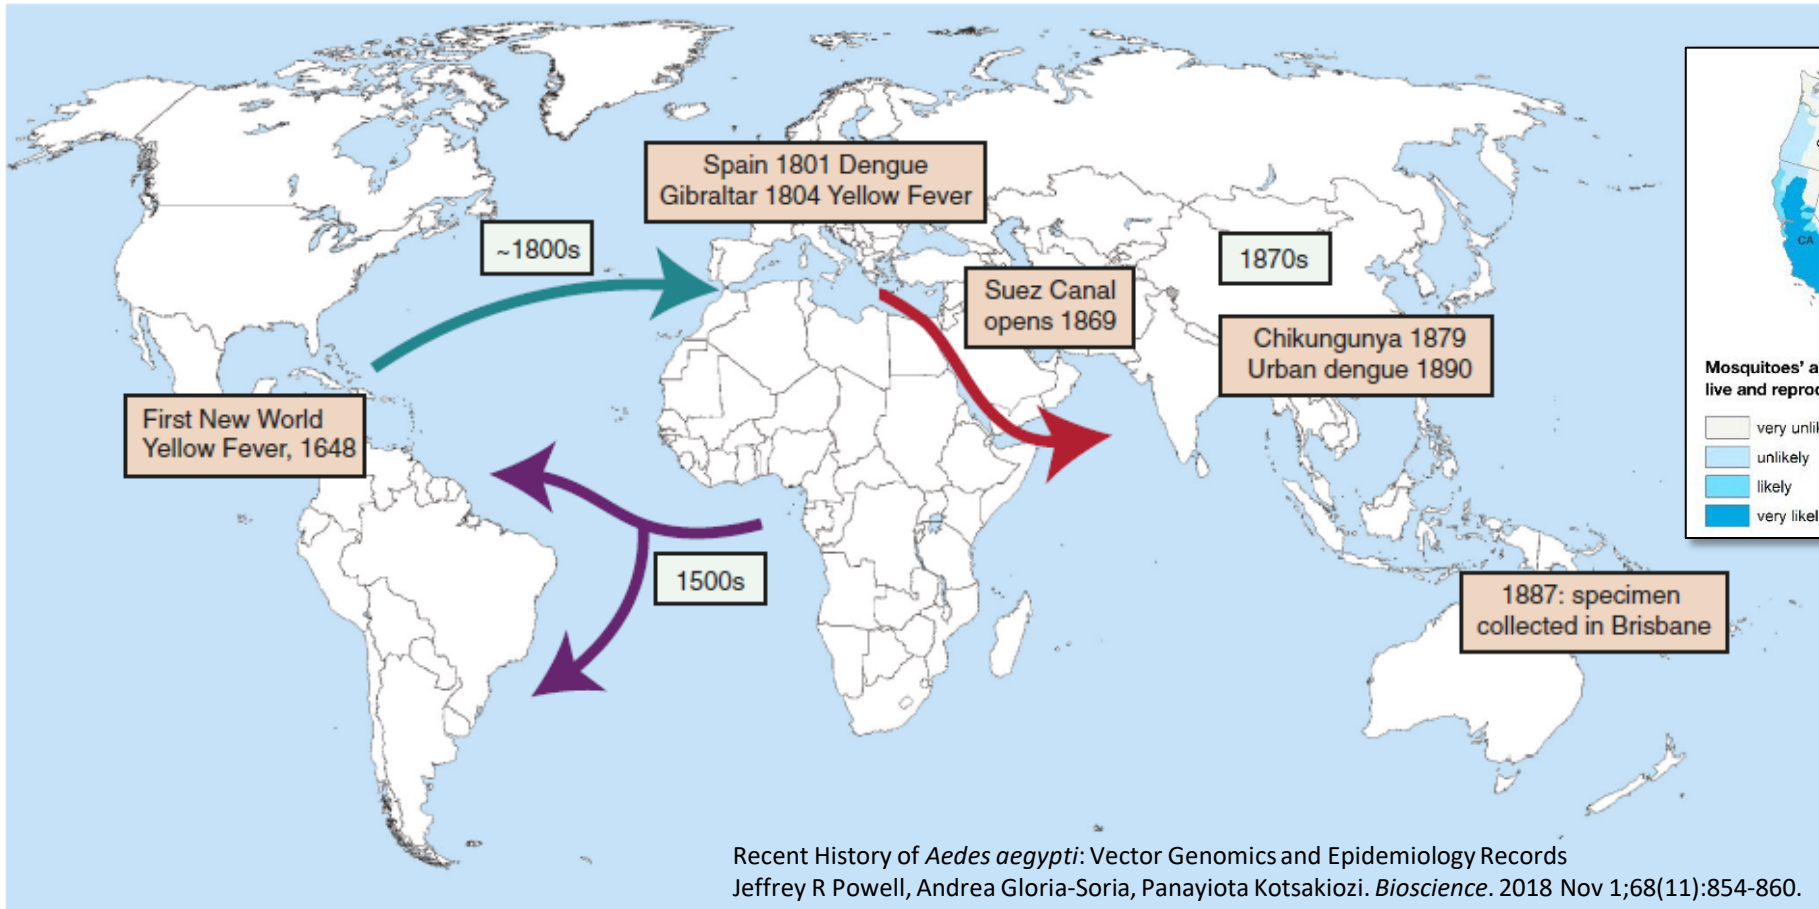 Spain 1801 Dengue
Gibraltar 1804 Yellow Fever
~1800s
1870s
Suez Canal
opens 1869
Chikungunya 1879
Urban dengue 1890
First New World
Yellow Fever, 1648
1500s
1887: specimen
collected in Brisbane
CA
Mosquitoes'
live and
very
unlikely
likely
very
Recent History of Aedes aegypti: Vector Genomics and Epidemiology Records
Jeffrey R Powell, Andrea Gloria-Soria, Panayiota Kotsakiozi. Bioscience. 2018 Nov 1;68(11):854-860.